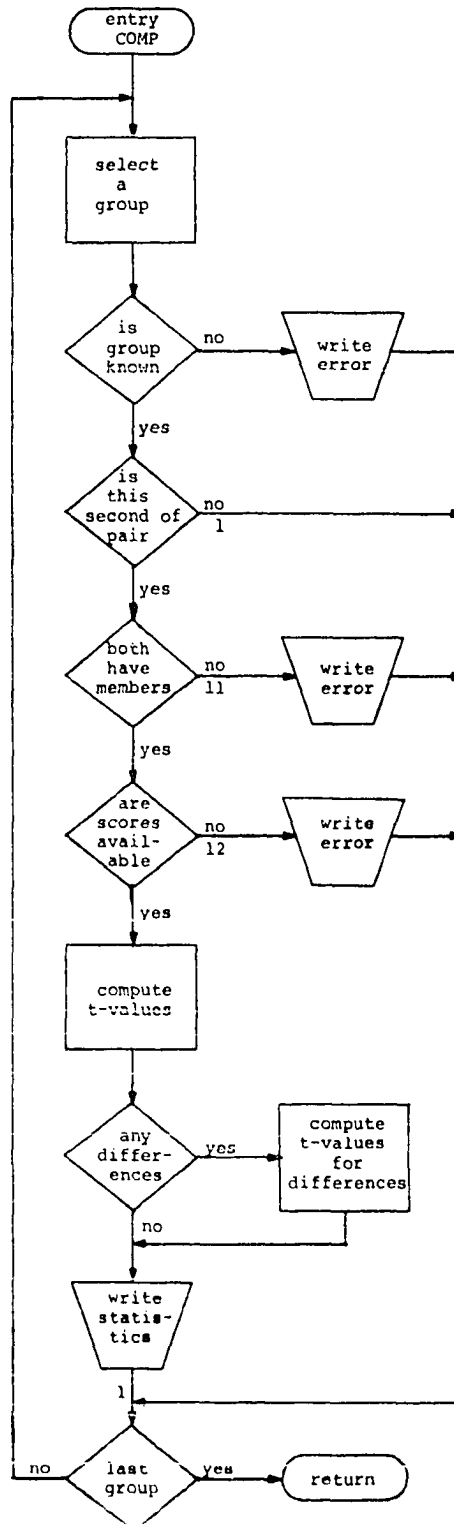 entry
COMP
select
a
group
is
group
known
no
write
error
yes
is
this
second of
pair
no
1
yes
both
have
members
no
11
write
error
yes
are
scores
avail-
able
no
12
write
error
yes
compute
t-values
any
differ-
ences
yes
compute
t-values
for
differences
no
write
statis-
tics
1
no
last
group
yes
return